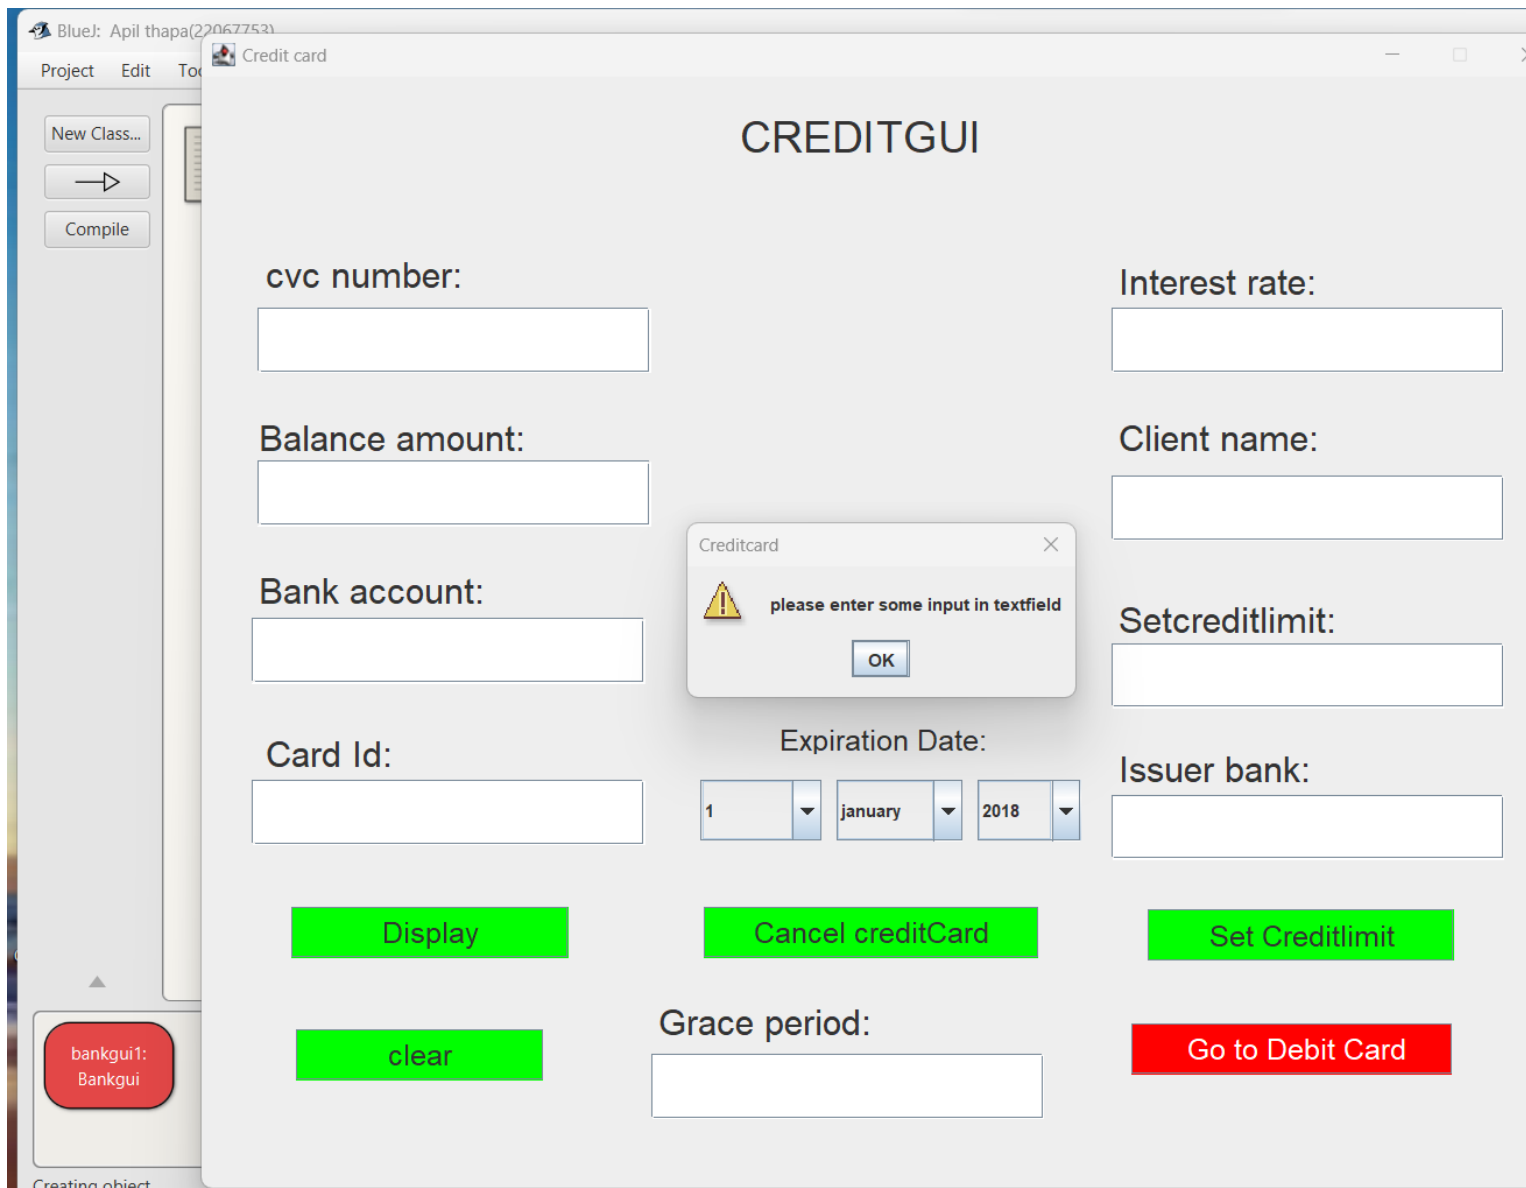 BlueJ: Apil thapa(22067753)
Credit card
Project Edit
New Class...
Compile
CREDITGUI
cvc number:
Interest rate:
Balance amount:
Client name:
Creditcard
please enter some input in textfield
OK
Bank account:
Setcreditlimit:
Card Id:
Expiration Date:
Issuer bank:
1 january 2018
Display
Cancel creditCard
Set Creditlimit
Grace period:
clear
Go to Debit Card
bankgui1:
Bankgui
Creating object